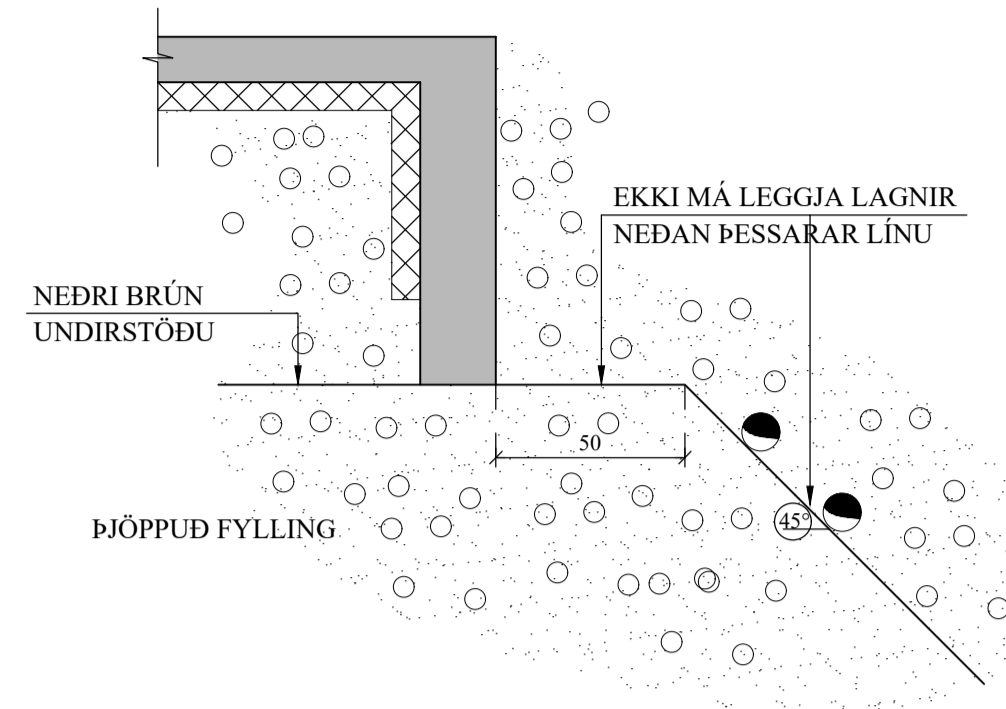 EKKI MÁ LEGGJA LAGNIR
NEÐAN ÞESSARAR LÍNU
NEÐRI BRÚN
UNDIRSTÖÐU
50
45°
ÞJÖPPUÐ FYLLING